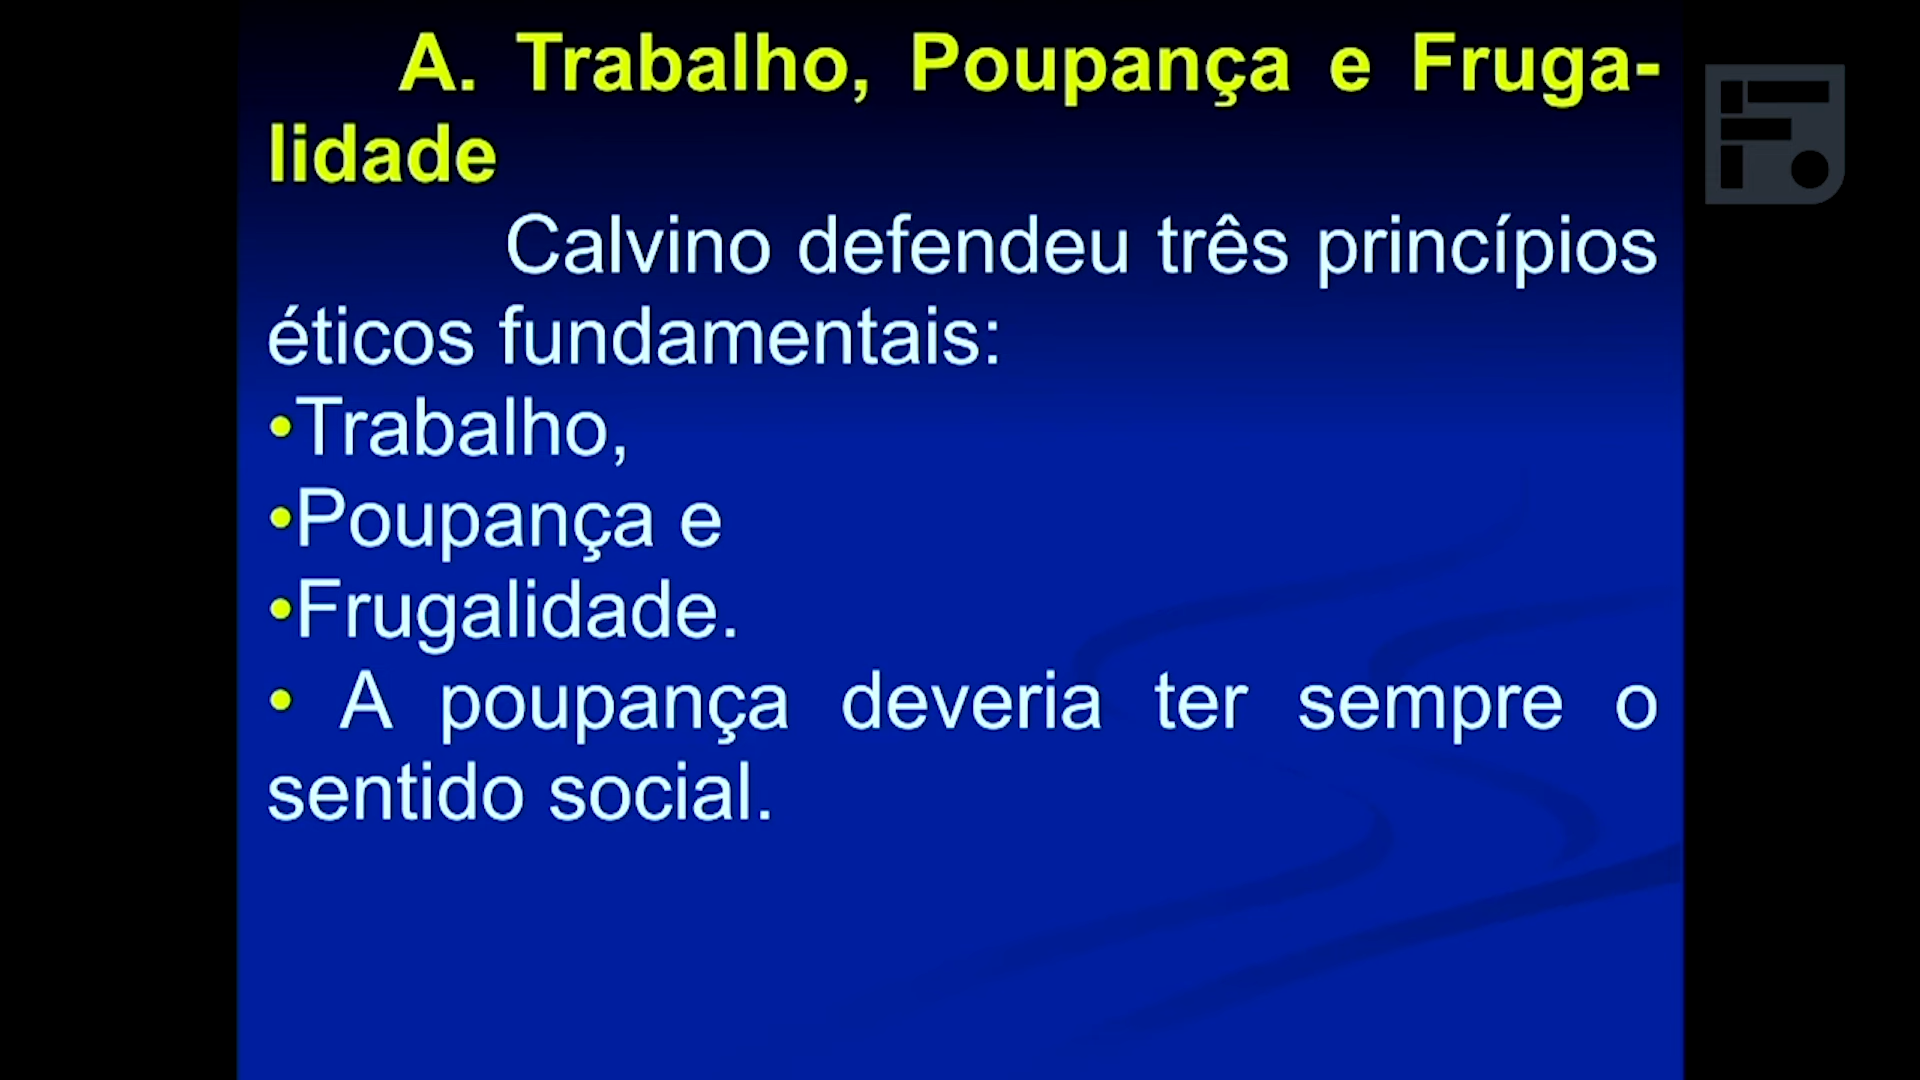 A. Trabalho, Poupança e Fruga-
lidade
Calvino defendeu três princípios
éticos fundamentais:
•Trabalho,
•Poupança e
•Frugalidade.
• A poupança deveria ter sempre o
sentido social.